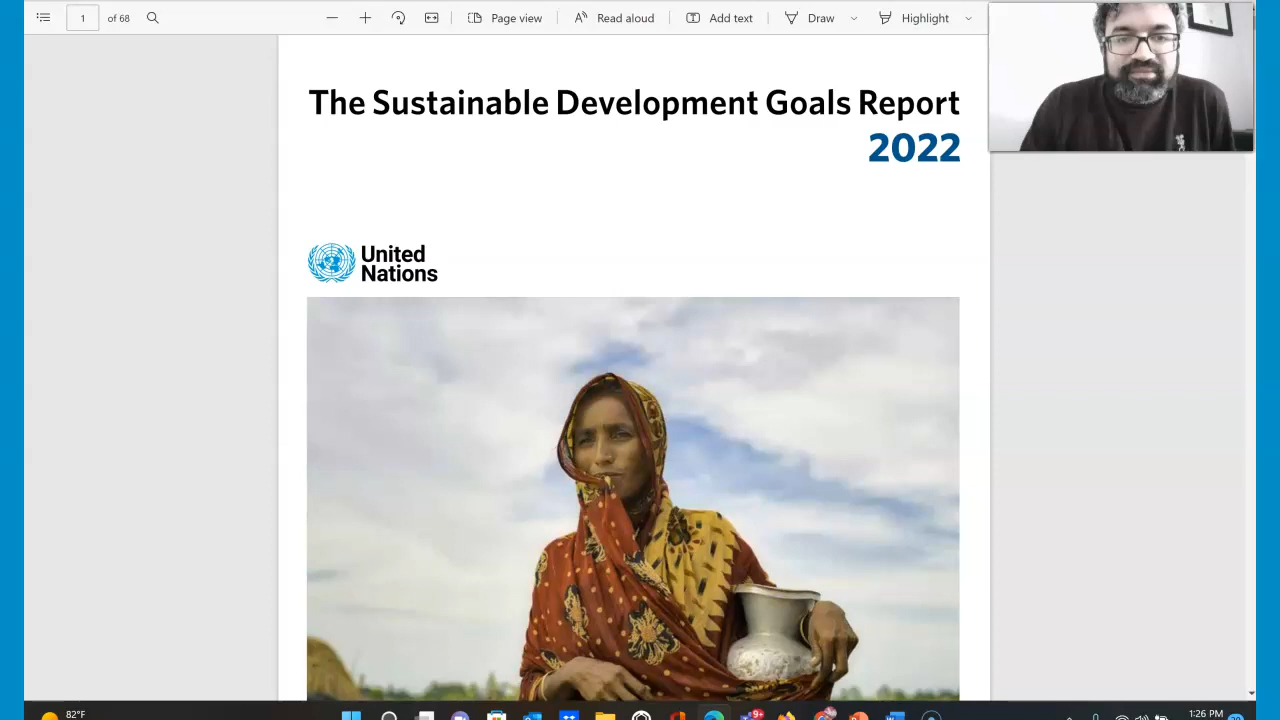 1 of 68 Page view Read aloud Add text Draw Highlight
The Sustainable Development Goals Report
2022
United
Nations
82°F
9+
1:26 PM